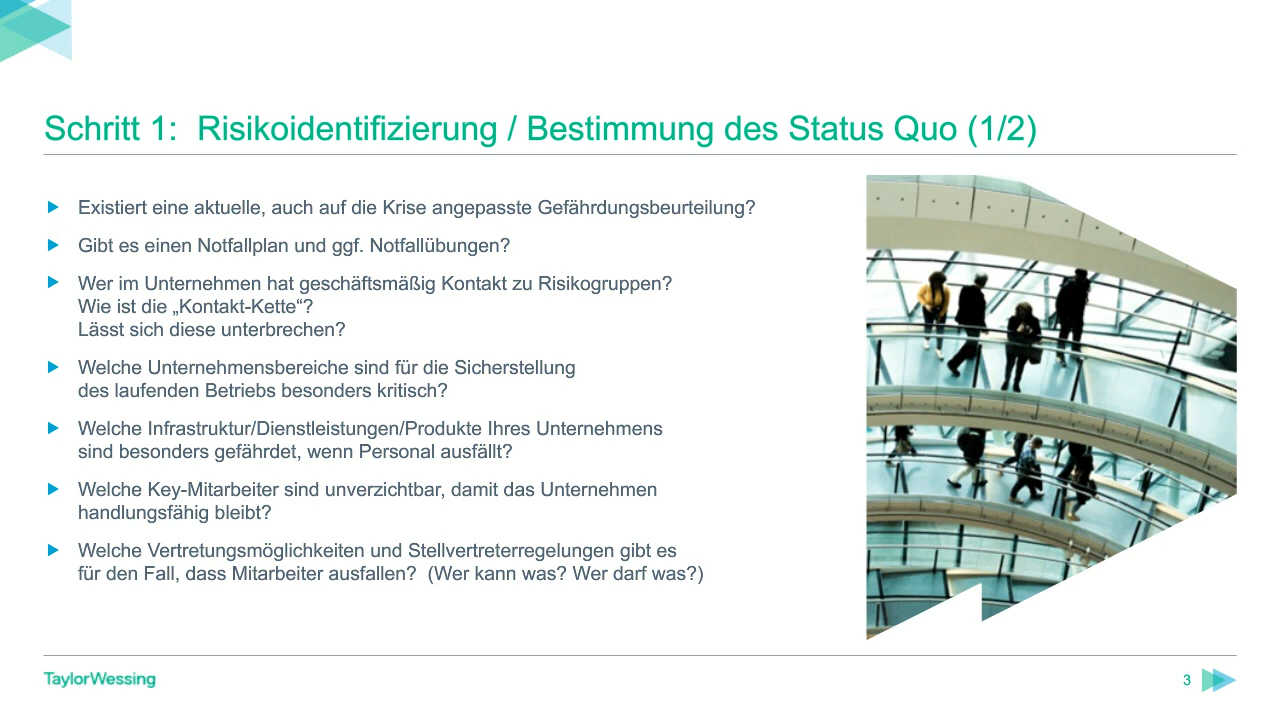 Schritt 1:  Risikoidentifizierung / Bestimmung des Status Quo (1/2)
Existiert eine aktuelle, auch auf die Krise angepasste Gefährdungsbeurteilung?
Gibt es einen Notfallplan und ggf. Notfallübungen?
Wer im Unternehmen hat geschäftsmäßig Kontakt zu Risikogruppen?
Wie ist die „Kontakt-Kette“?
Lässt sich diese unterbrechen?
Welche Unternehmensbereiche sind für die Sicherstellung
des laufenden Betriebs besonders kritisch?
Welche Infrastruktur/Dienstleistungen/Produkte Ihres Unternehmens
sind besonders gefährdet, wenn Personal ausfällt?
Welche Key-Mitarbeiter sind unverzichtbar, damit das Unternehmen
handlungsfähig bleibt?
Welche Vertretungsmöglichkeiten und Stellvertreterregelungen gibt es
für den Fall, dass Mitarbeiter ausfallen?  (Wer kann was? Wer darf was?)
TaylorWessing
3